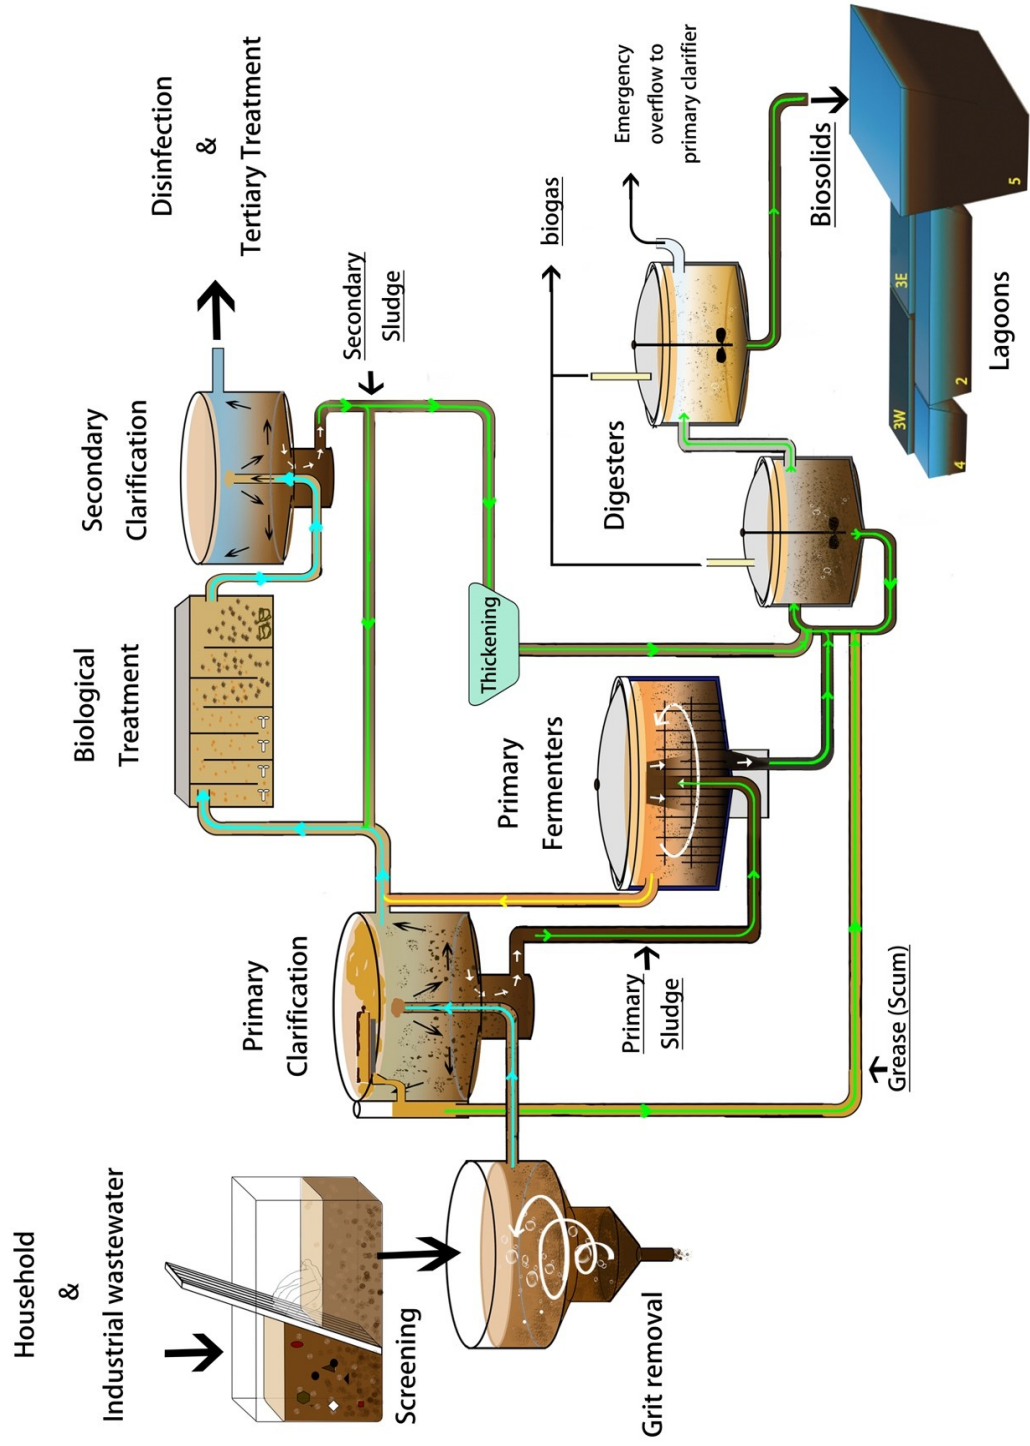 Household
&
Industrial wastewater
Screening
Grit removal
Primary
Clarification
Grease (Scum)
Primary
Sludge
Primary
Fermenters
Biological
Treatment
Secondary
Clarification
Secondary
Sludge
Disinfection
&
Tertiary Treatment
Thickening
Digesters
biogas
Emergency
overflow to
primary clarifier
Biosolids
Lagoons
3W
3E
4
2
5